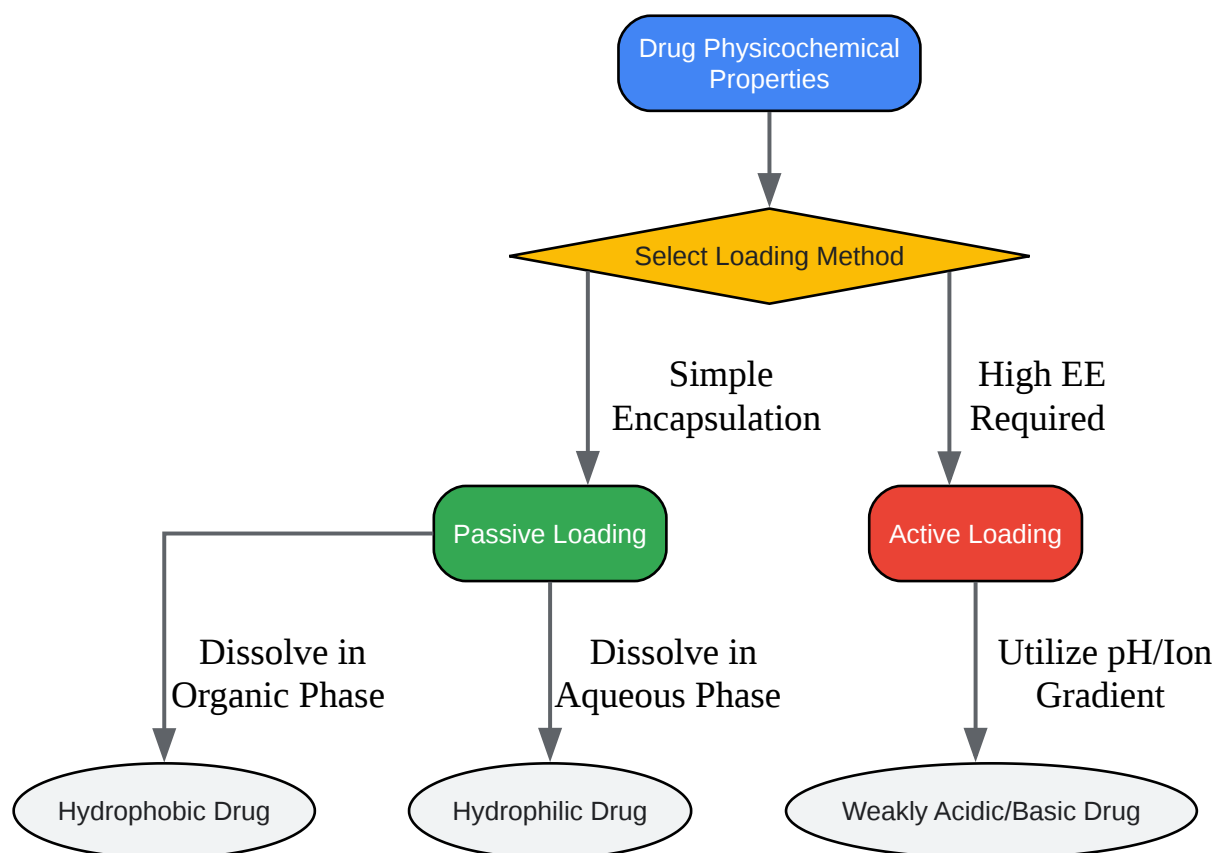 Drug Physicochemical
Properties
Select Loading Method
Simple
Encapsulation
High EE
Required
Passive Loading
Active Loading
Dissolve in
Organic Phase
Dissolve in
Aqueous Phase
Utilize pH/Ion
Gradient
Hydrophobic Drug
Hydrophilic Drug
Weakly Acidic/Basic Drug